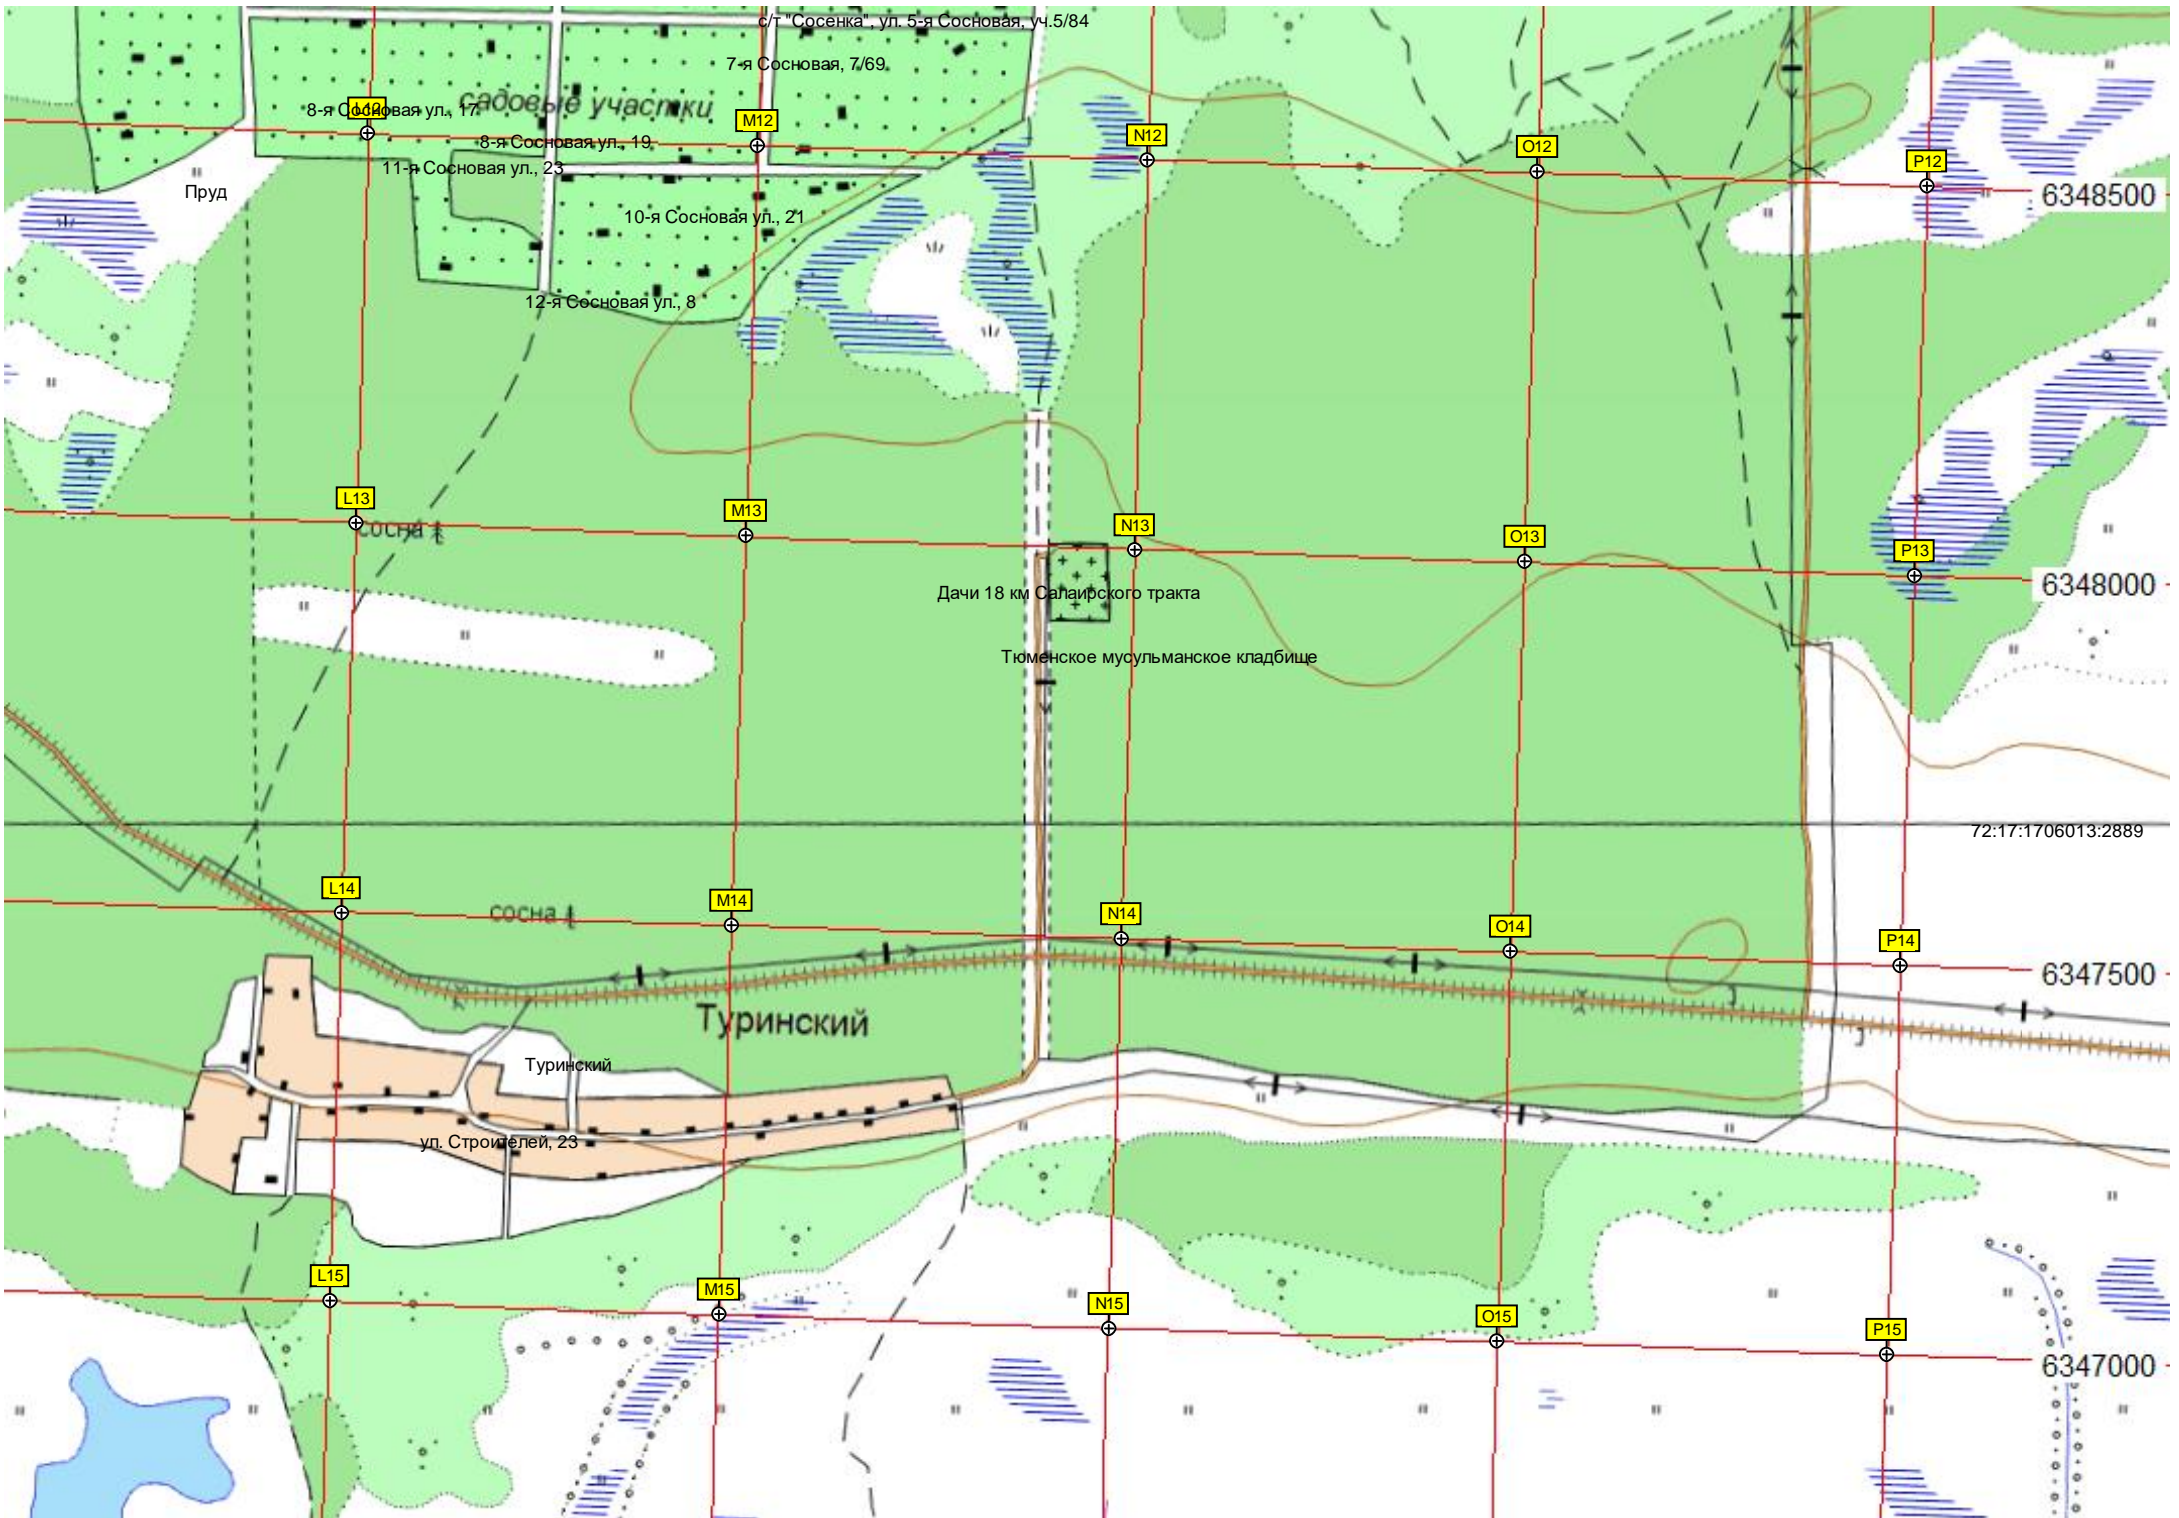 с/т "Сосенка", ул. 5-я Сосновая, уч.5/84
7-я Сосновая, 7/69
садовые участки
L12
8-я Сосновая ул., 17
M12
N12
O12
P12
8-я Сосновая ул., 19
11-я Сосновая ул., 23
Пруд
6348500
10-я Сосновая ул., 21
12-я Сосновая ул., 8
L13
M13
N13
O13
P13
сосна
6348000
Дачи 18 км Салаирского тракта
Тюменское мусульманское кладбище
72:17:1706013:2889
L14
M14
N14
O14
P14
сосна
6347500
Туринский
Туринский
ул. Строителей, 23
L15
M15
N15
O15
P15
6347000